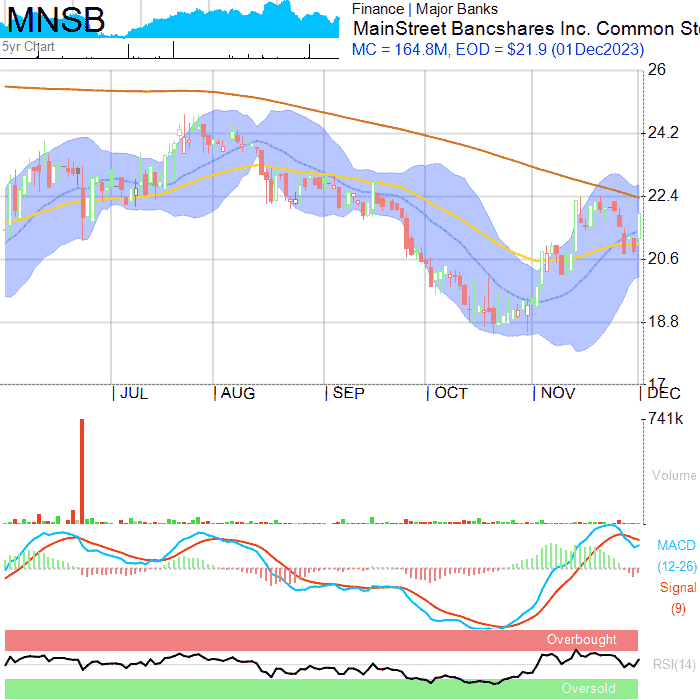 MNSB
5yr Chart
Finance | Major Banks
MainStreet Bancshares Inc. Common Sto
MC = 164.8M, EOD = $21.9 (01Dec2023)
26
24.2
22.4
20.6
18.8
17
JUL AUG SEP OCT NOV DEC
741k
Volume
MACD
(12-26)
Signal
(9)
Overbought
RSI(14)
Oversold